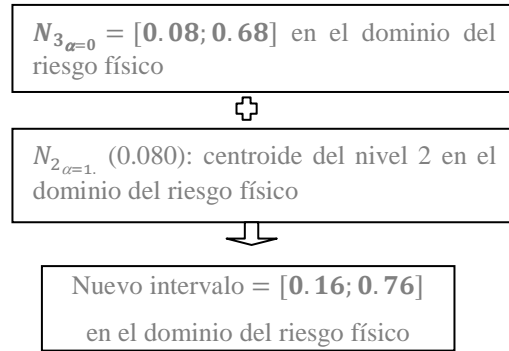 N₃α=0 = [0.08; 0.68] en el dominio del
riesgo físico
N₂α=1. (0.080): centroide del nivel 2 en el
dominio del riesgo físico
Nuevo intervalo = [0.16; 0.76]
en el dominio del riesgo físico